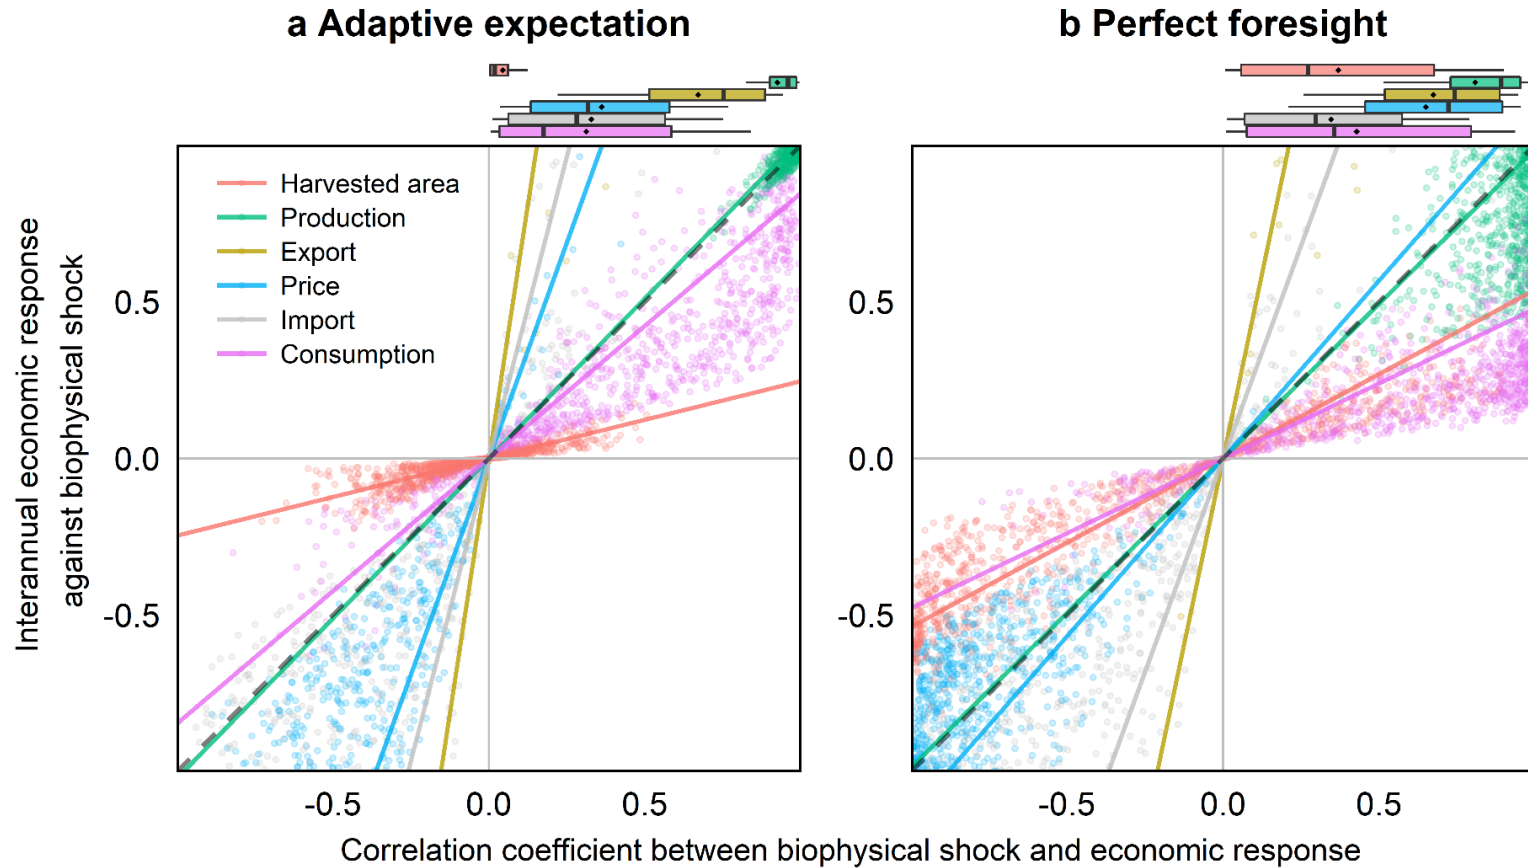 a Adaptive expectation
b Perfect foresight
Interannual economic response
against biophysical shock
Harvested area
Production
Export
Price
Import
Consumption
0.5
0.0
-0.5
0.5
0.0
-0.5
-0.5
0.0
0.5
-0.5
0.0
0.5
Correlation coefficient between biophysical shock and economic response